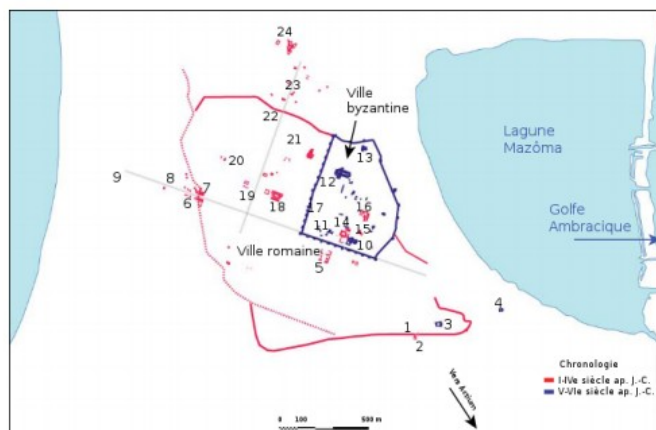 24
23
22
Ville
byzantine
Lagune
Mazôma
21
13
20
12
9
8
7
6
19
18
17
16
14
15
11
10
Golfe
Ambracique
Ville romaine
5
4
1
3
2
Chronologie
I-IVe siècle ap. J.-C.
V-VIe siècle ap. J.-C.
Vers Actium
0 100 500 m